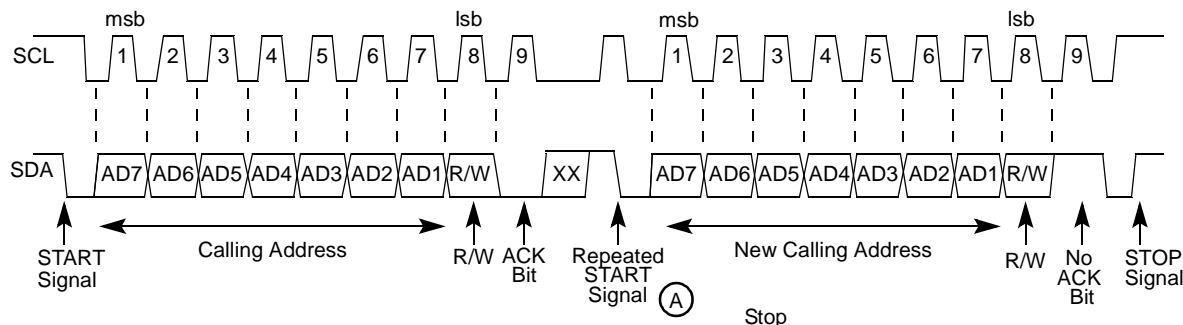 msb lsb msb lsb
SCL 1 2 3 4 5 6 7 8 9 1 2 3 4 5 6 7 8 9
SDA AD7 AD6 AD5 AD4 AD3 AD2 AD1 R/W XX AD7 AD6 AD5 AD4 AD3 AD2 AD1 R/W
START
Signal
Calling Address
R/W
ACK
Bit
Repeated
START
Signal
A
New Calling Address
R/W
No
ACK
Bit
STOP
Signal
Stop